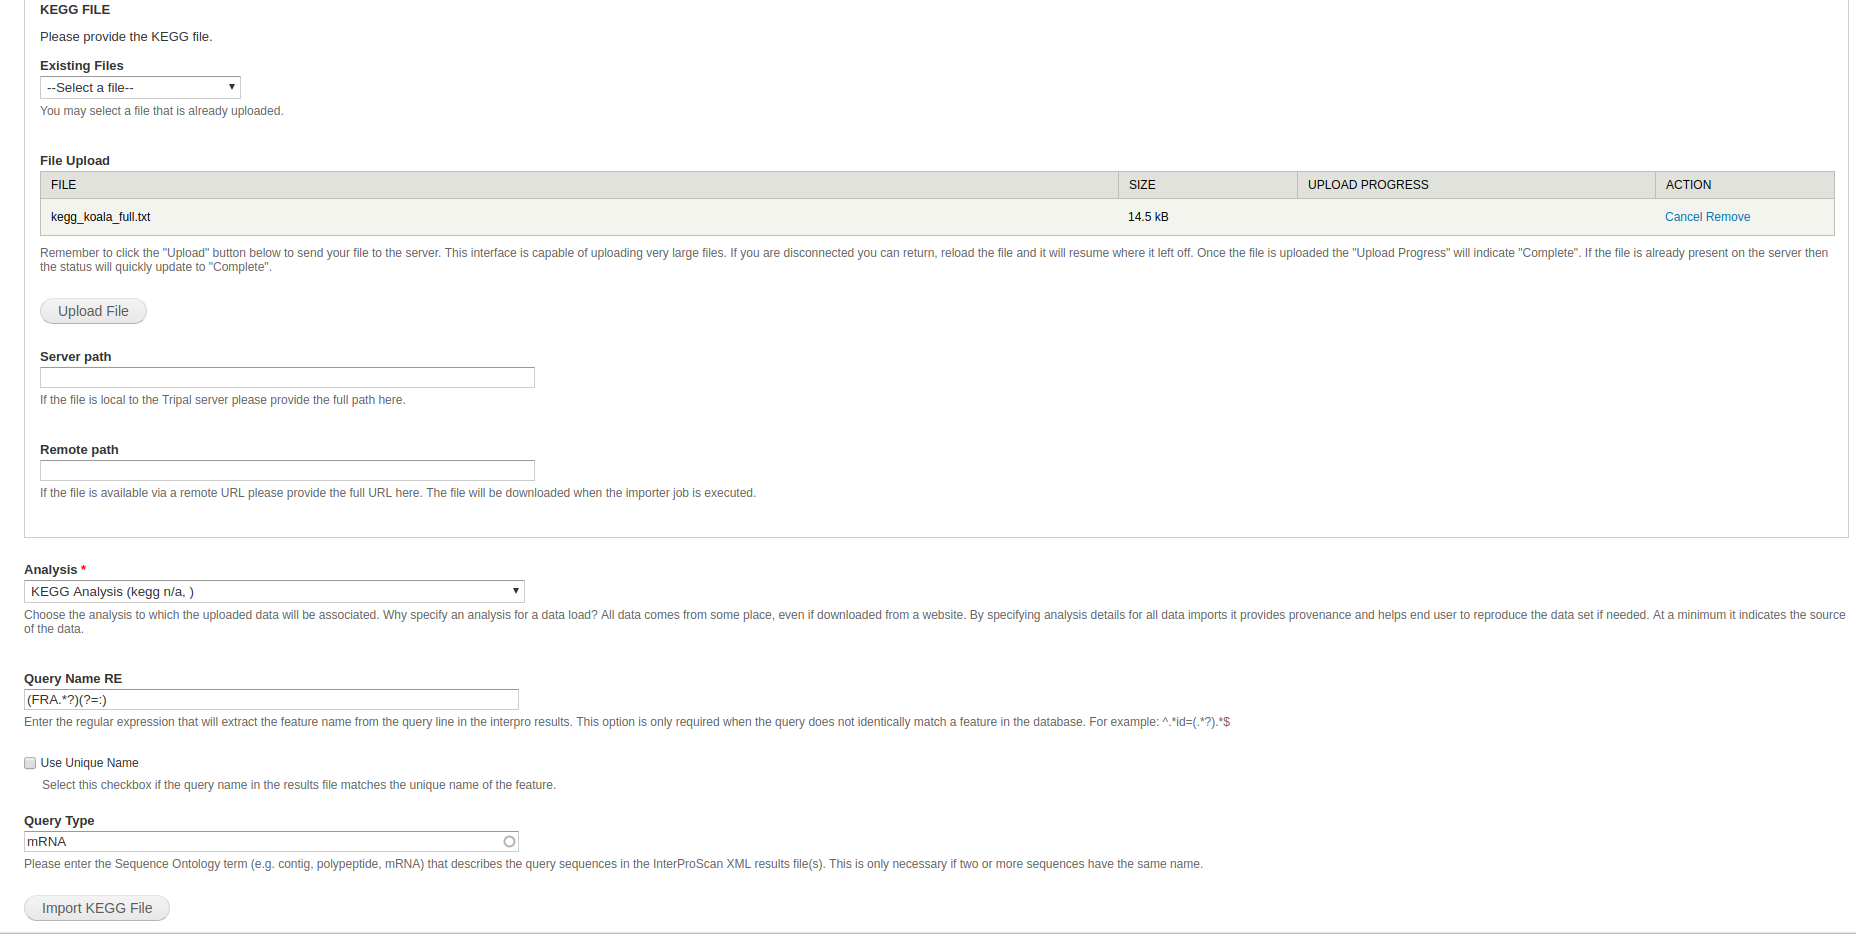 KEGG FILE
Please provide the KEGG file.
Existing Files
--Select a file--
You may select a file that is already uploaded.
File Upload
FILE SIZE UPLOAD PROGRESS ACTION
kegg_koala_full.txt 14.5 kB Cancel Remove
Remember to click the "Upload" button below to send your file to the server. This interface is capable of uploading very large files. If you are disconnected you can return, reload the file and it will resume where it left off. Once the file is uploaded the "Upload Progress" will indicate "Complete". If the file is already present on the server then
the status will quickly update to "Complete".
Upload File
Server path
If the file is local to the Tripal server please provide the full path here.
Remote path
If the file is available via a remote URL please provide the full URL here. The file will be downloaded when the importer job is executed.
Analysis *
KEGG Analysis (kegg n/a, )
Choose the analysis to which the uploaded data will be associated. Why specify an analysis for a data load? All data comes from some place, even if downloaded from a website. By specifying analysis details for all data imports it provides provenance and helps end user to reproduce the data set if needed. At a minimum it indicates the source
of the data.
Query Name RE
(FRA.*?)(?=:)
Enter the regular expression that will extract the feature name from the query line in the interpro results. This option is only required when the query does not identically match a feature in the database. For example: ^.*id=(.*?).*$
Use Unique Name
Select this checkbox if the query name in the results file matches the unique name of the feature.
Query Type
mRNA
Please enter the Sequence Ontology term (e.g. contig, polypeptide, mRNA) that describes the query sequences in the InterProScan XML results file(s). This is only necessary if two or more sequences have the same name.
Import KEGG File